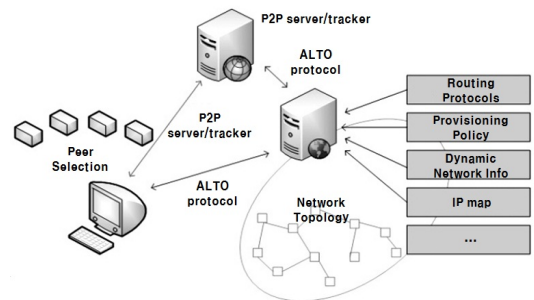 P2P server/tracker
ALTO
protocol
P2P
server/tracker
Peer
Selection
ALTO
protocol
Network
Topology
Routing
Protocols
Provisioning
Policy
Dynamic
Network Info
IP map
...